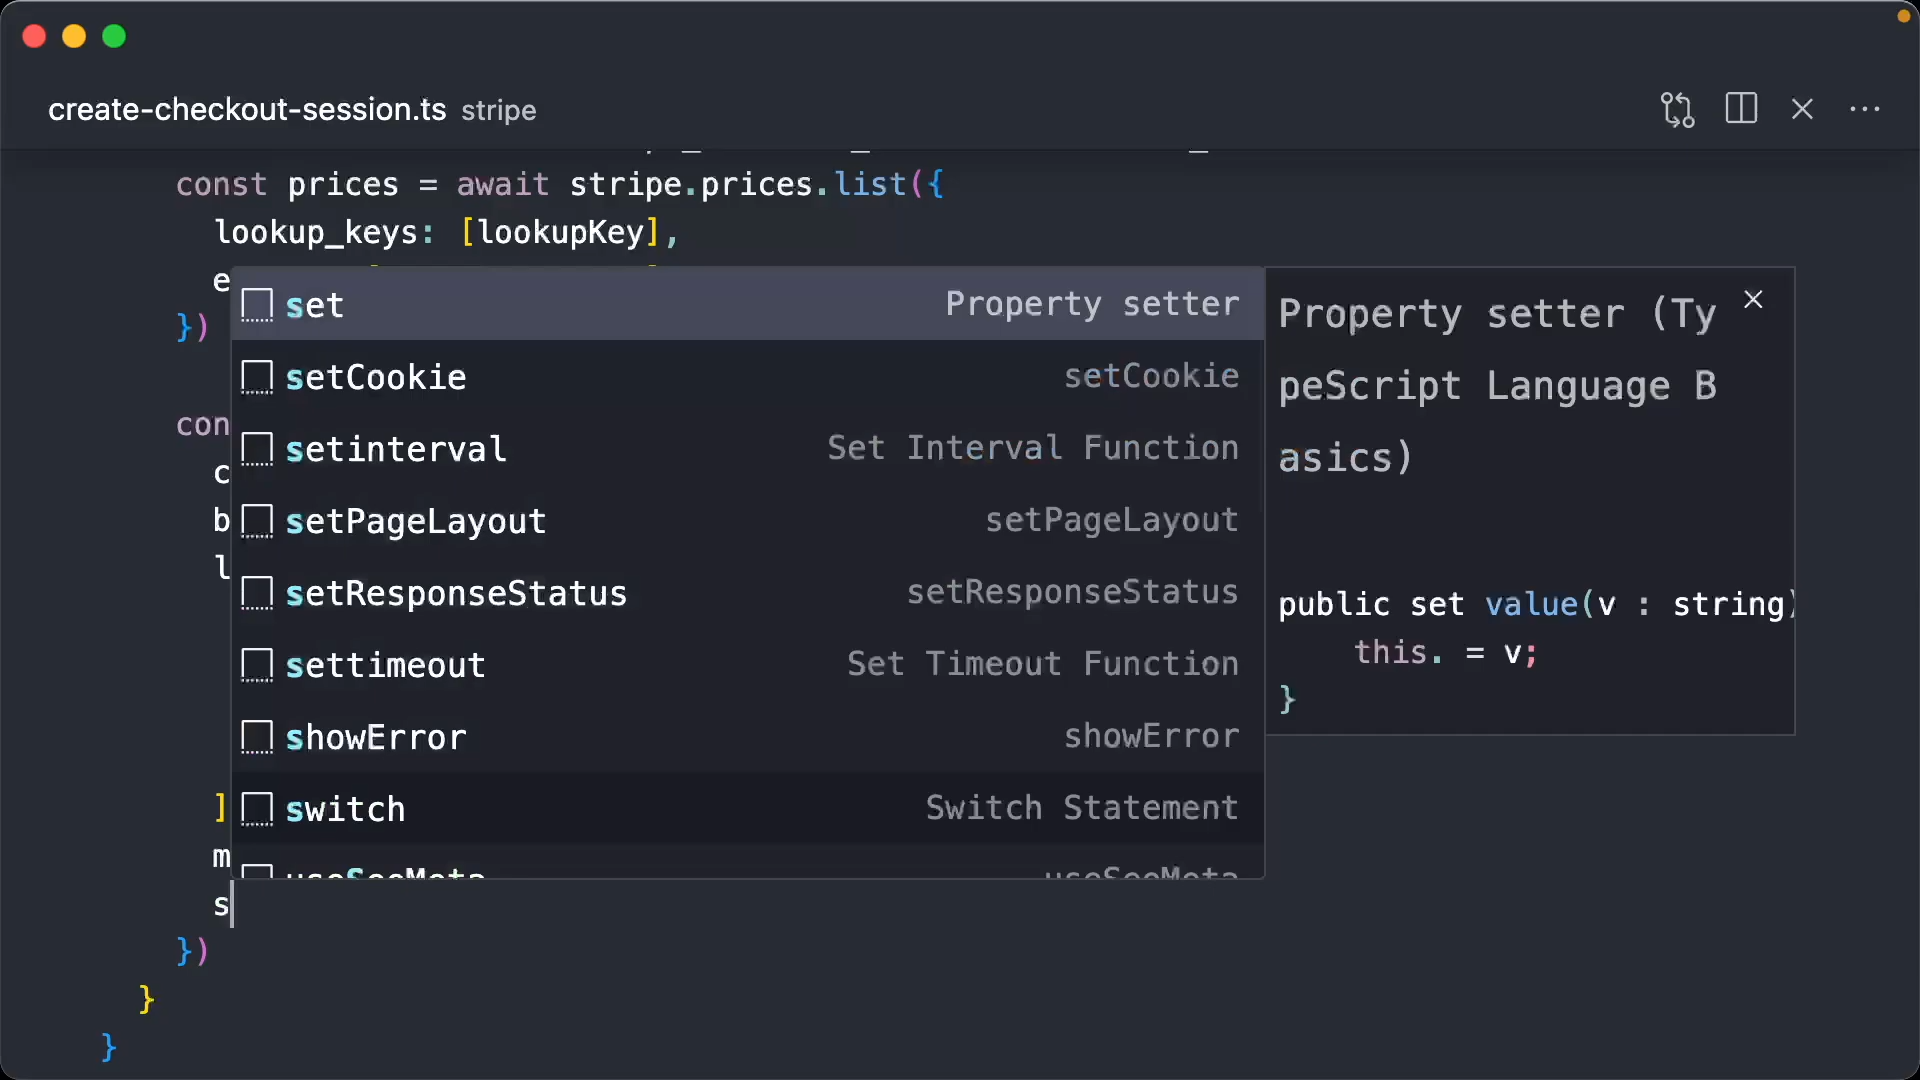 create-checkout-session.ts stripe
const prices = await stripe.prices.list({
lookup_keys: [lookupKey],
e
})
con
c
b
l
]
m
s
})
}
}
set Property setter
setCookie setCookie
setinterval Set Interval Function
setPageLayout setPageLayout
setResponseStatus setResponseStatus
settimeout Set Timeout Function
showError showError
switch Switch Statement
useSeoMeta useSeoMeta
Property setter (Ty
peScript Language B
asics)
public set value(v : string)
this. = v;
}